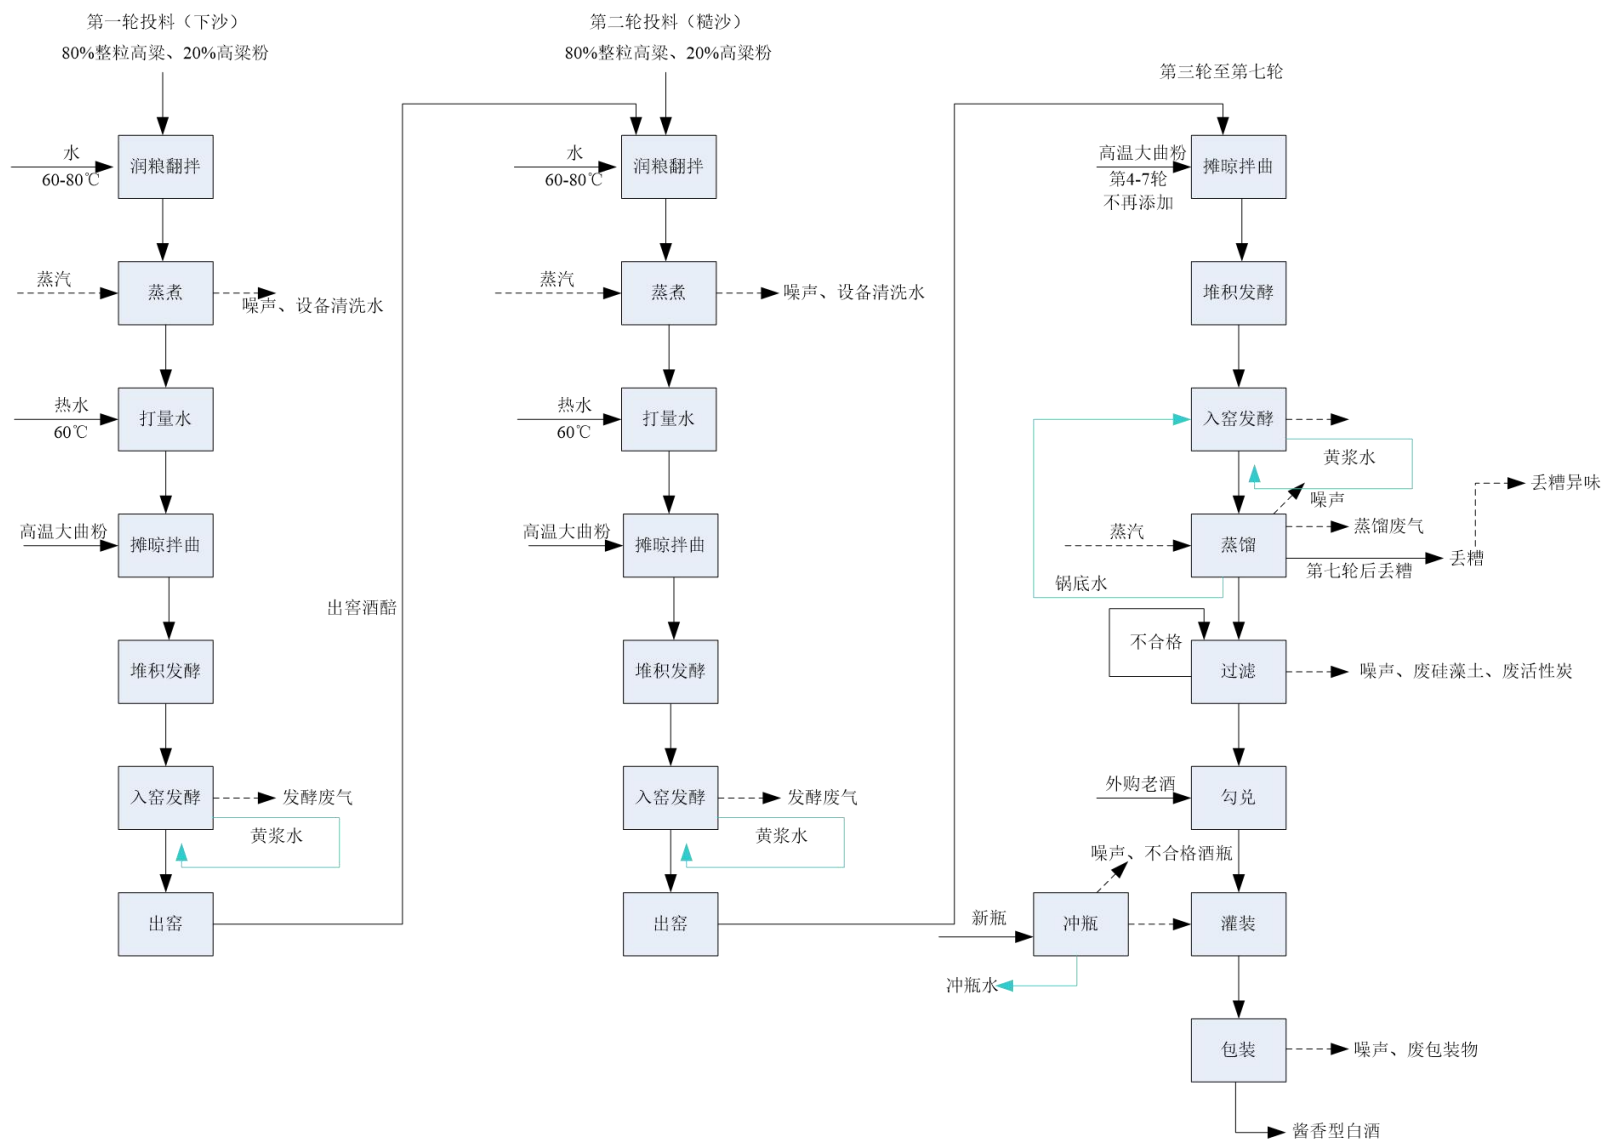 第一轮投料（下沙）
80%整粒高粱、20%高粱粉
水
60-80℃
润粮翻拌
蒸汽
蒸煮
噪声、设备清洗水
热水
60℃
打量水
高温大曲粉
摊晾拌曲
堆积发酵
入窖发酵
发酵废气
黄浆水
出窖
出窖酒醅
第二轮投料（糙沙）
80%整粒高粱、20%高粱粉
水
60-80℃
润粮翻拌
蒸汽
蒸煮
噪声、设备清洗水
热水
60℃
打量水
高温大曲粉
摊晾拌曲
堆积发酵
入窖发酵
发酵废气
黄浆水
出窖
第三轮至第七轮
高温大曲粉
第4-7轮
不再添加
摊晾拌曲
堆积发酵
入窖发酵
黄浆水
噪声
丢糟异味
蒸汽
蒸馏
蒸馏废气
第七轮后丢糟
丢糟
锅底水
不合格
过滤
噪声、废硅藻土、废活性炭
外购老酒
勾兑
噪声、不合格酒瓶
新瓶
冲瓶
灌装
冲瓶水
包装
噪声、废包装物
酱香型白酒